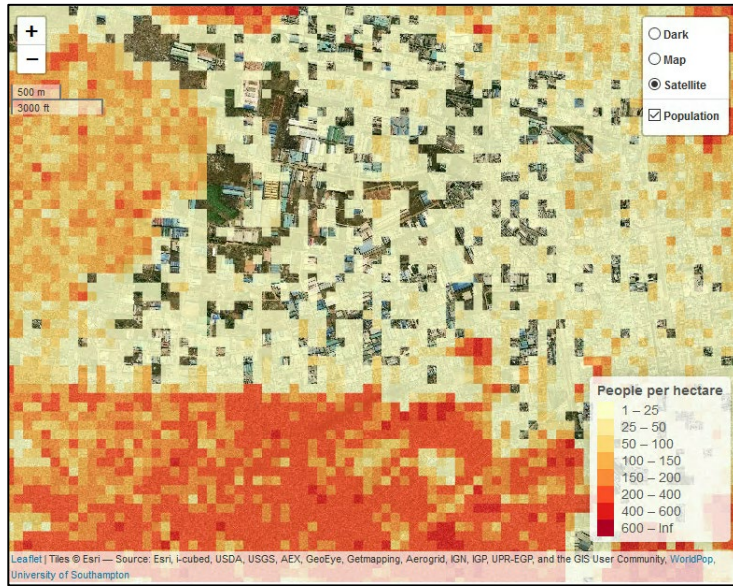 +
−
500 m
3000 ft
Dark
Map
Satellite
Population
People per hectare
1 – 25
25 – 50
50 – 100
100 – 150
150 – 200
200 – 400
400 – 600
600 – Inf
Leaflet | Tiles © Esri — Source: Esri, i-cubed, USDA, USGS, AEX, GeoEye, Getmapping, Aerogrid, IGN, IGP, UPR-EGP, and the GIS User Community, WorldPop,
University of Southampton